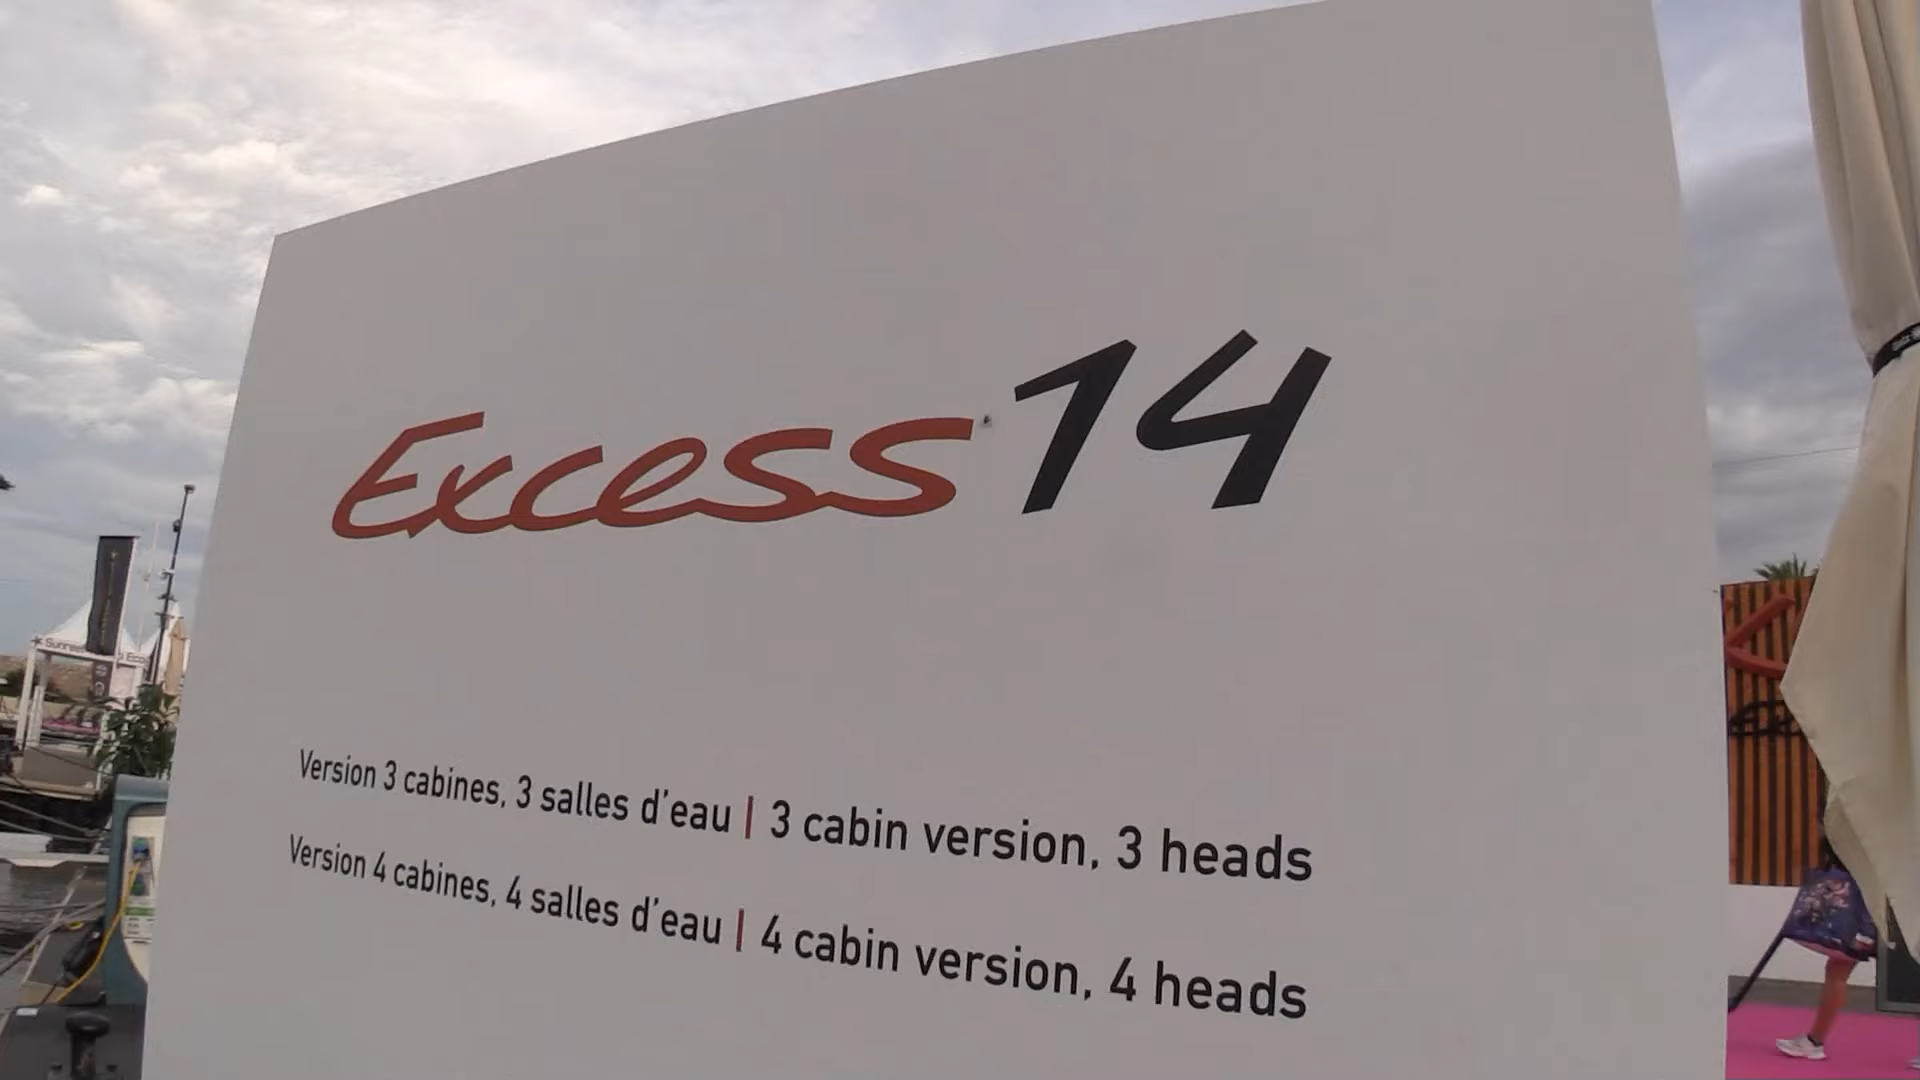 Excess 14
Version 3 cabines, 3 salles d'eau | 3 cabin version, 3 heads
Version 4 cabines, 4 salles d'eau | 4 cabin version, 4 heads